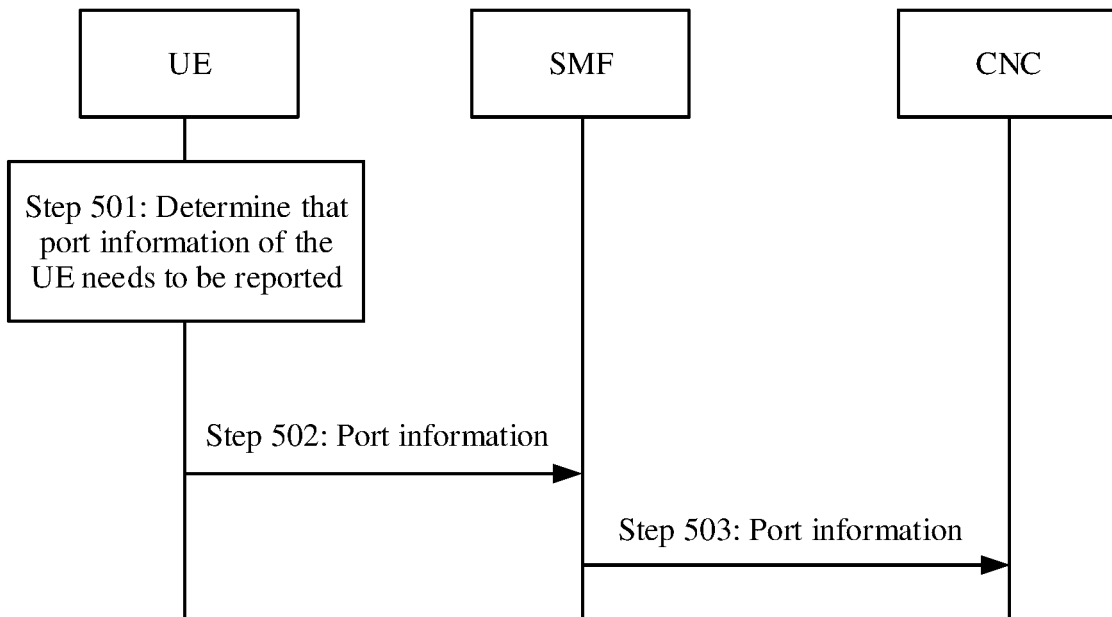 UE
SMF
CNC
Step 501: Determine that
port information of the
UE needs to be reported
Step 502: Port information
Step 503: Port information